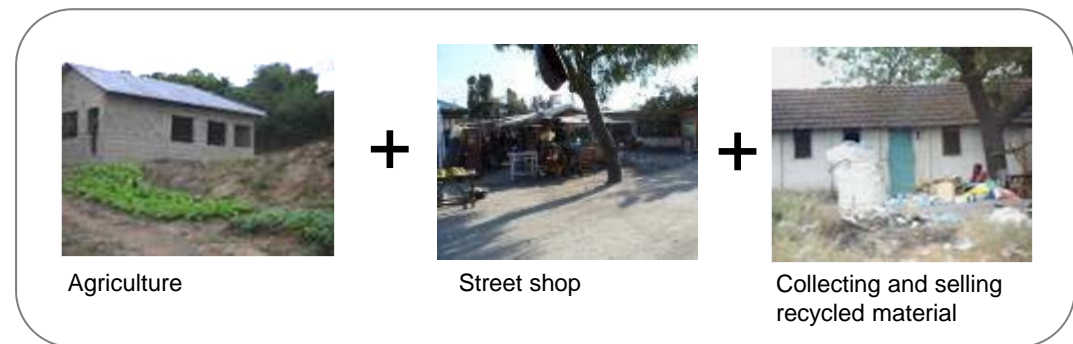 +
+
Agriculture
Street shop
Collecting and selling
recycled material